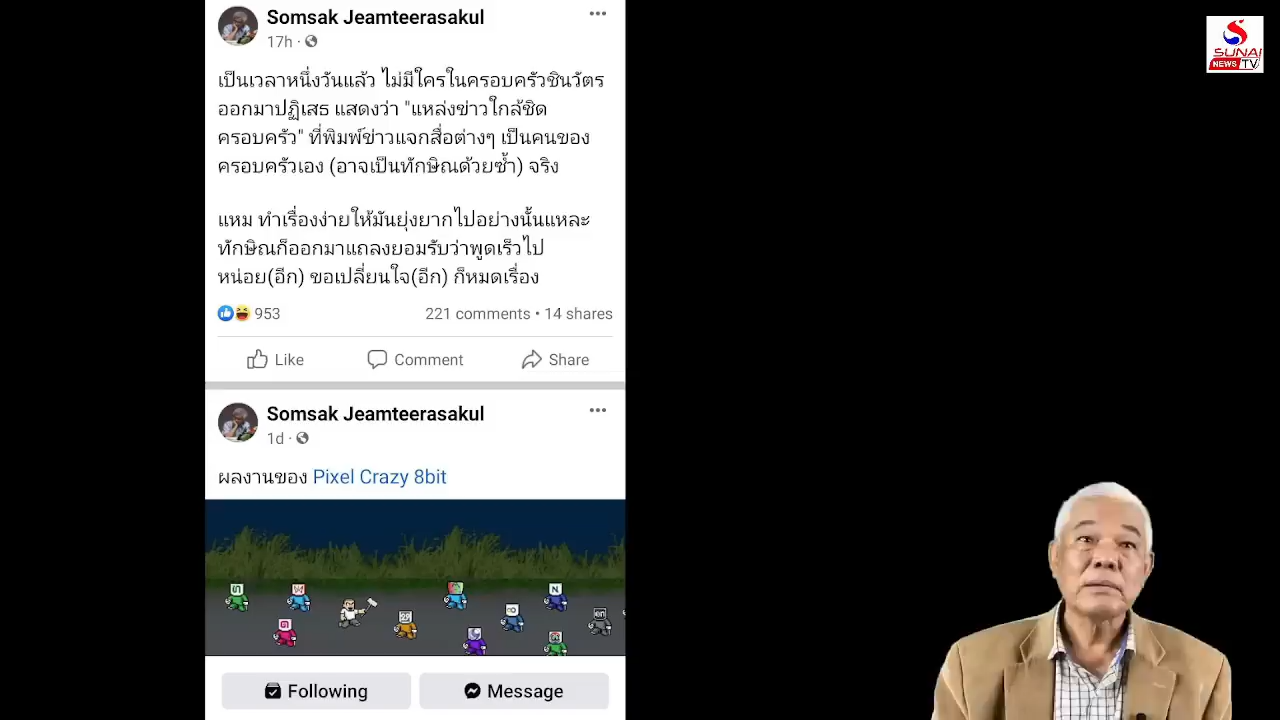 Somsak Jeamteerasakul
17h ·
เป็นเวลาหนึ่งวันแล้ว ไม่มีใครในครอบครัวชินวัตร
ออกมาปฏิเสธ แสดงว่า "แหล่งข่าวใกล้ชิด
ครอบครัว" ที่พิมพ์ข่าวแจกสื่อต่างๆ เป็นคนของ
ครอบครัวเอง (อาจเป็นทักษิณด้วยซ้ำ) จริง
แหม ทำเรื่องง่ายให้มันยุ่งยากไปอย่างนั้นแหละ
ทักษิณก็ออกมาแถลงยอมรับว่าพูดเร็วไป
หน่อย(อีก) ขอเปลี่ยนใจ(อีก) ก็หมดเรื่อง
953
221 comments • 14 shares
Like
Comment
Share
Somsak Jeamteerasakul
1d ·
ผลงานของ Pixel Crazy 8bit
Following
Message
SUNAI
NEWS TV